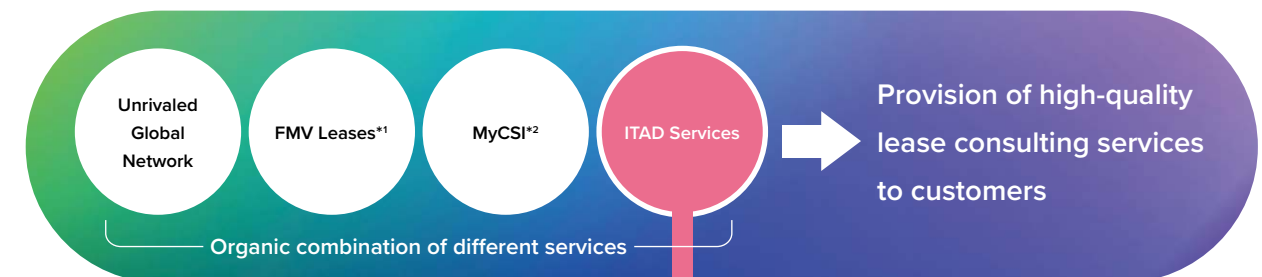 Unrivaled
Global
Network
FMV Leases*1
MyCSI*2
ITAD Services
Provision of high-quality
lease consulting services
to customers
Organic combination of different services